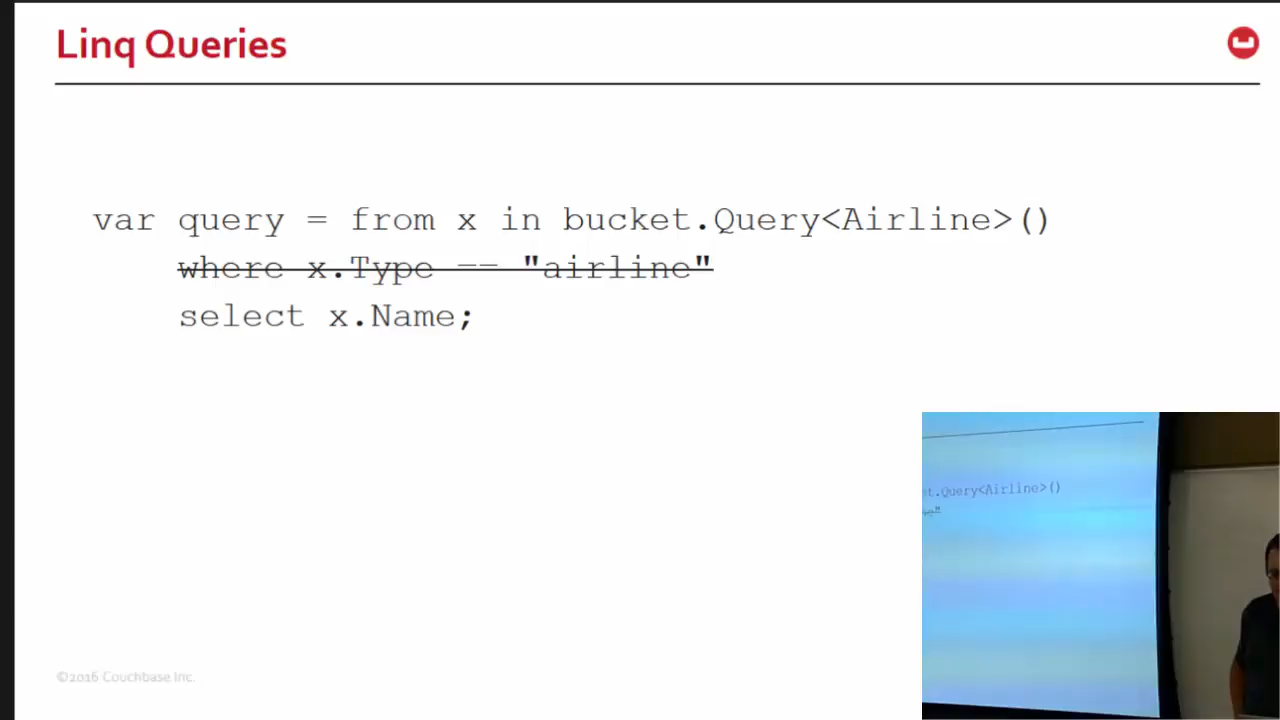 Linq Queries
var query = from x in bucket.Query<Airline>()
where x.Type == "airline"
select x.Name;
t.Query<Airline>()
©2016 Couchbase Inc.